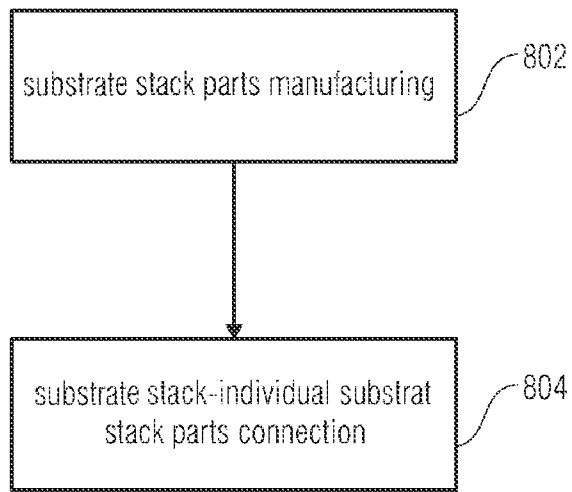 substrate stack parts manufacturing
802
substrate stack-individual substrat
stack parts connection
804